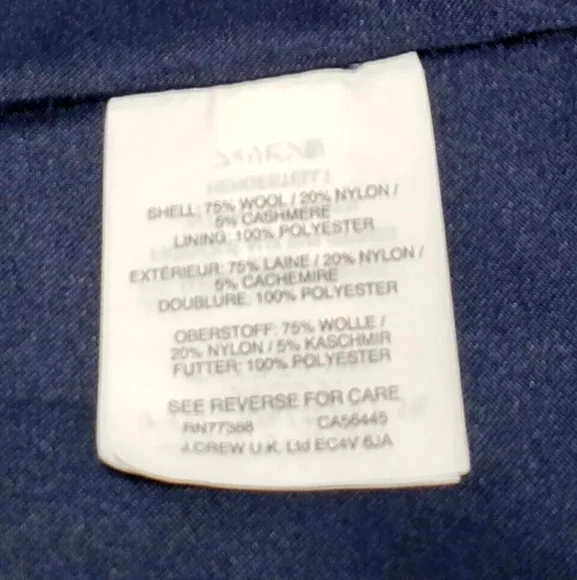 SHELL: 75% WOOL / 20% NYLON /
5% CASHMERE
LINING: 100% POLYESTER
EXTÉRIEUR: 75% LAINE / 20% NYLON /
5% CACHEMIRE
DOUBLURE: 100% POLYESTER
OBERSTOFF: 75% WOLLE /
20% NYLON / 5% KASCHMIR
FUTTER: 100% POLYESTER
SEE REVERSE FOR CARE
RN77388 CA56445
J.CREW U.K. Ltd EC4V 6JA